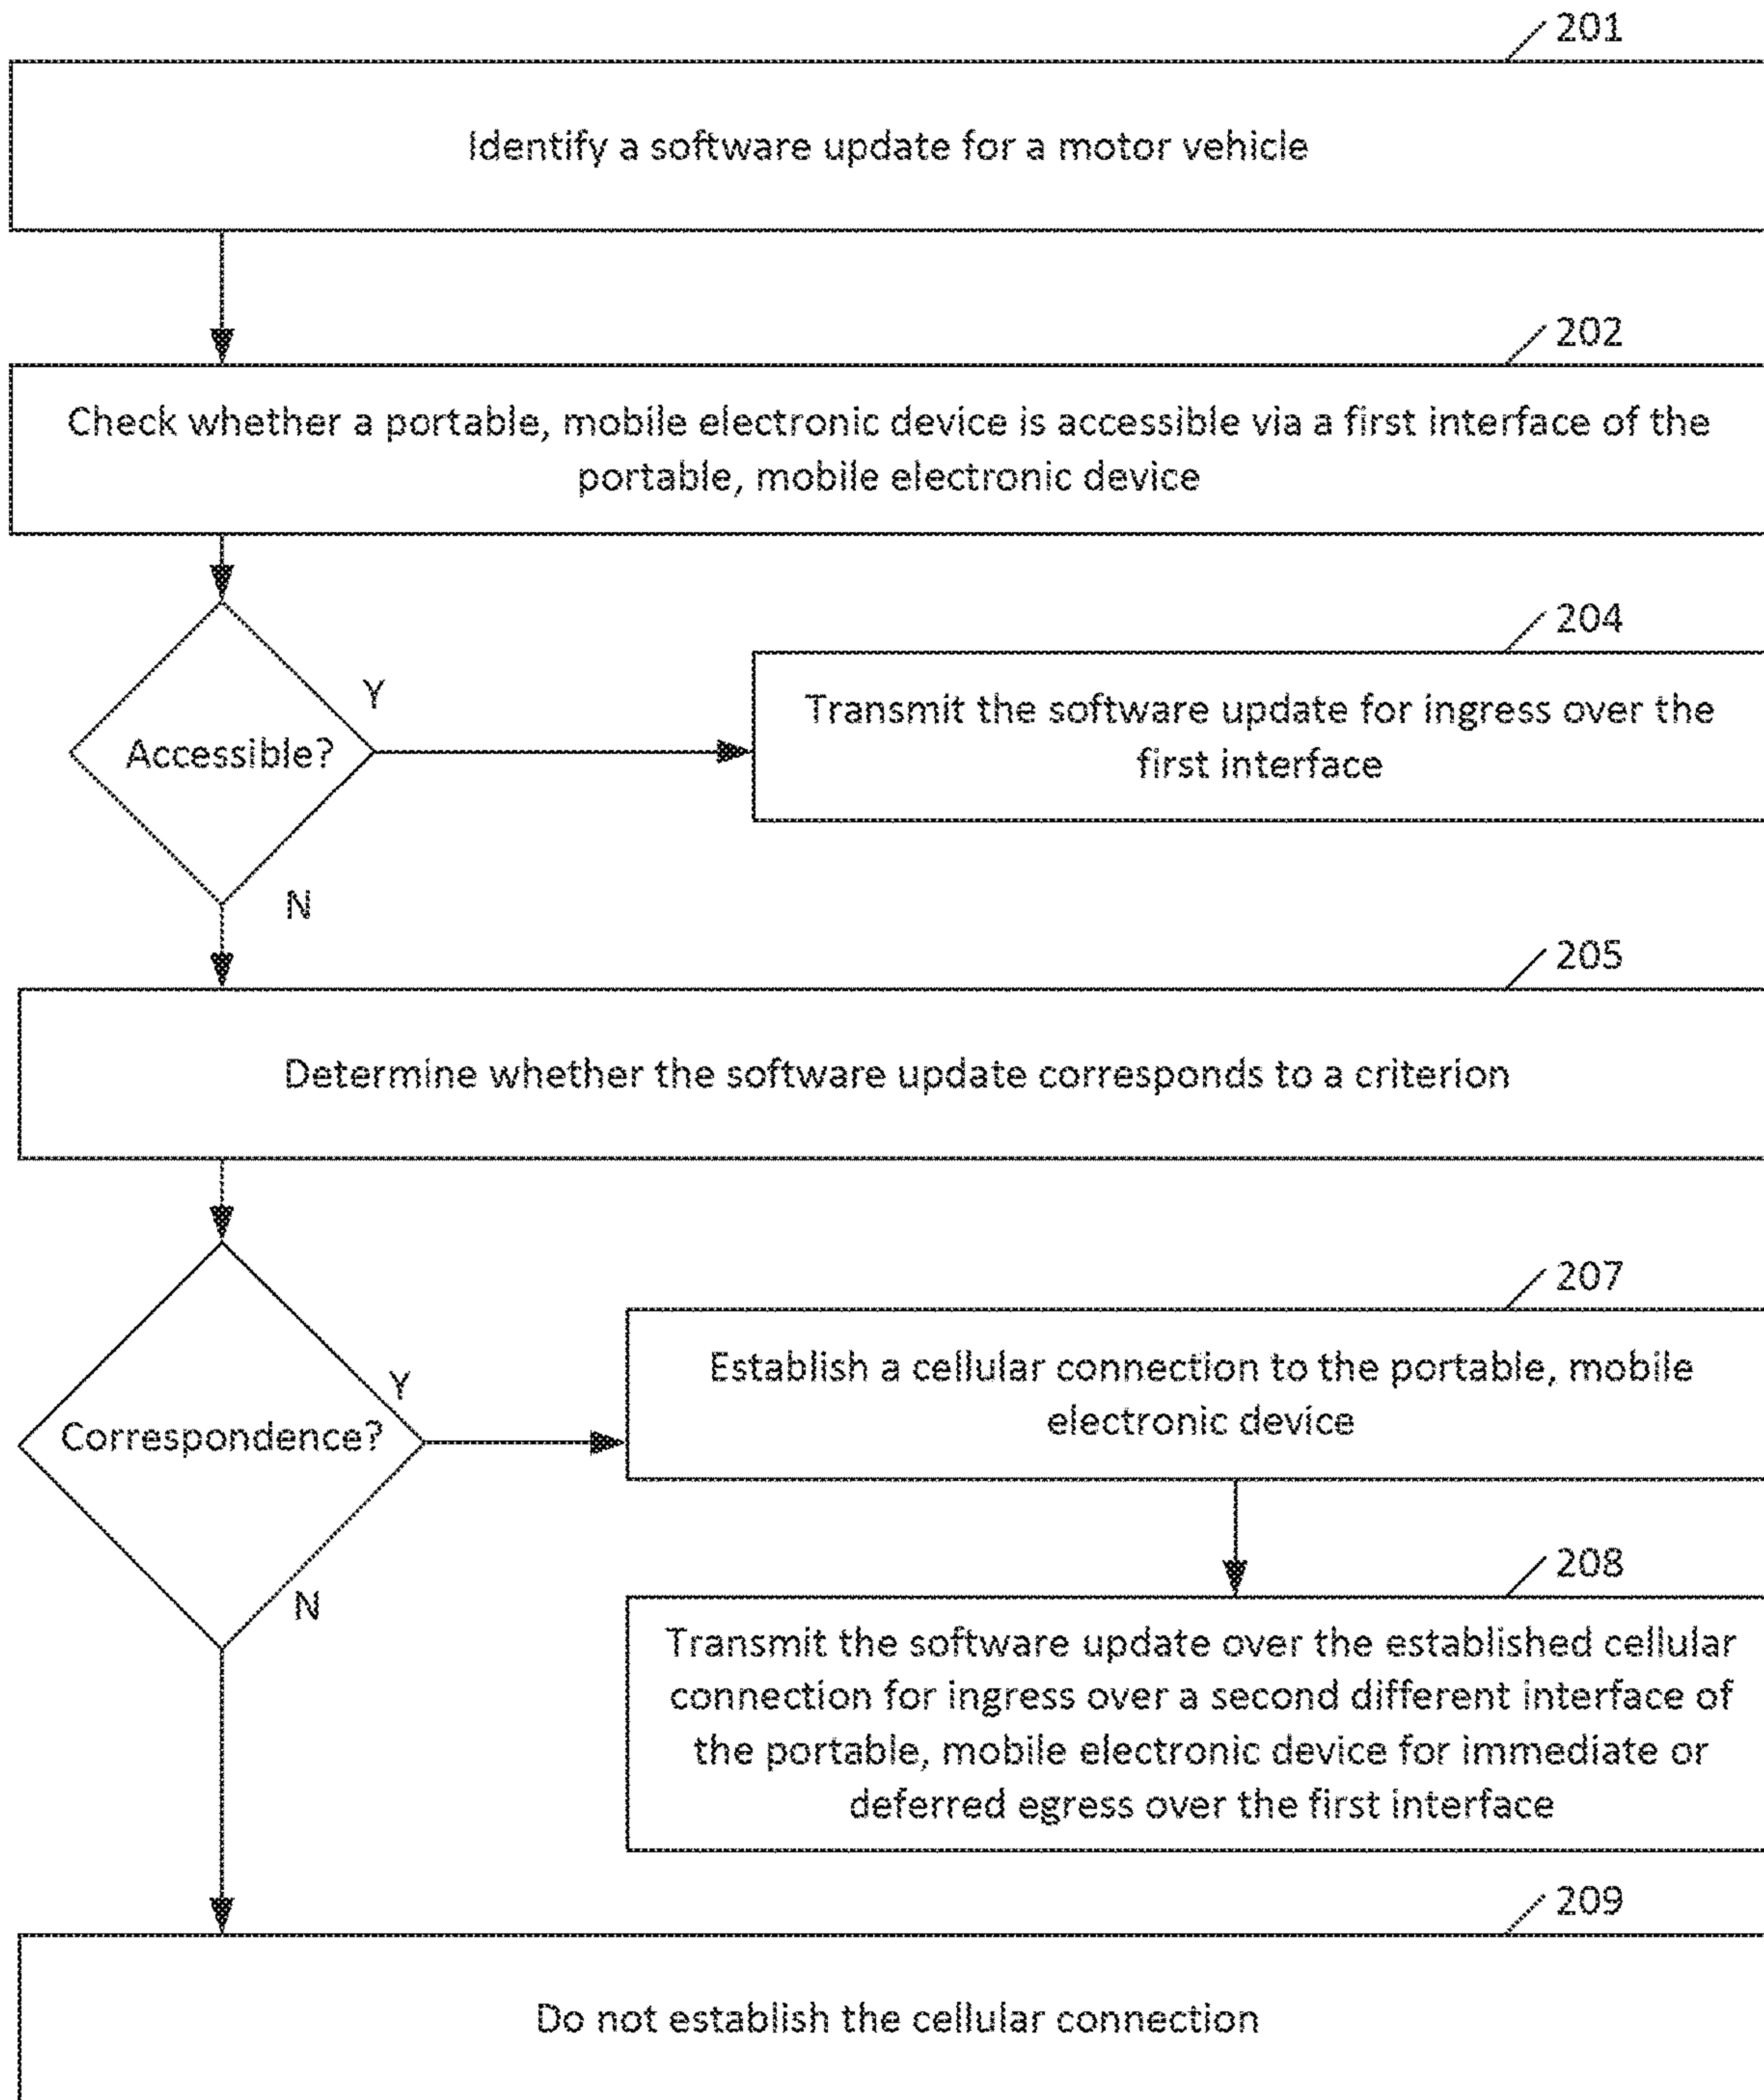 201
Identify a software update for a motor vehicle
202
Check whether a portable, mobile electronic device is accessible via a first interface of the
portable, mobile electronic device
204
Y
Transmit the software update for ingress over the
first interface
Accessible?
N
205
Determine whether the software update corresponds to a criterion
207
Establish a cellular connection to the portable, mobile
electronic device
Y
Correspondence?
N
208
Transmit the software update over the established cellular
connection for ingress over a second different interface of
the portable, mobile electronic device for immediate or
deferred egress over the first interface
209
Do not establish the cellular connection